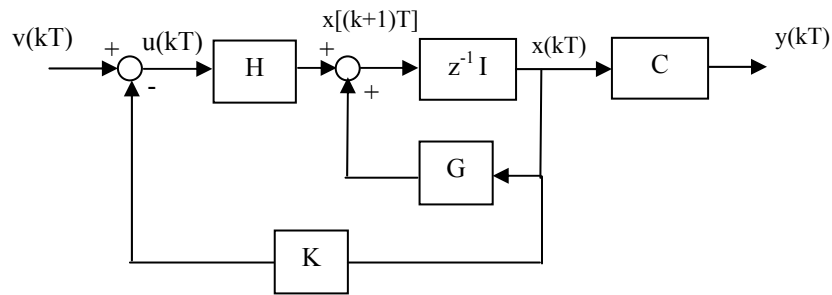 x[(k+1)T]
v(kT)
+
u(kT)
H
+
z⁻¹ I
x(kT)
C
y(kT)
-
+
G
K